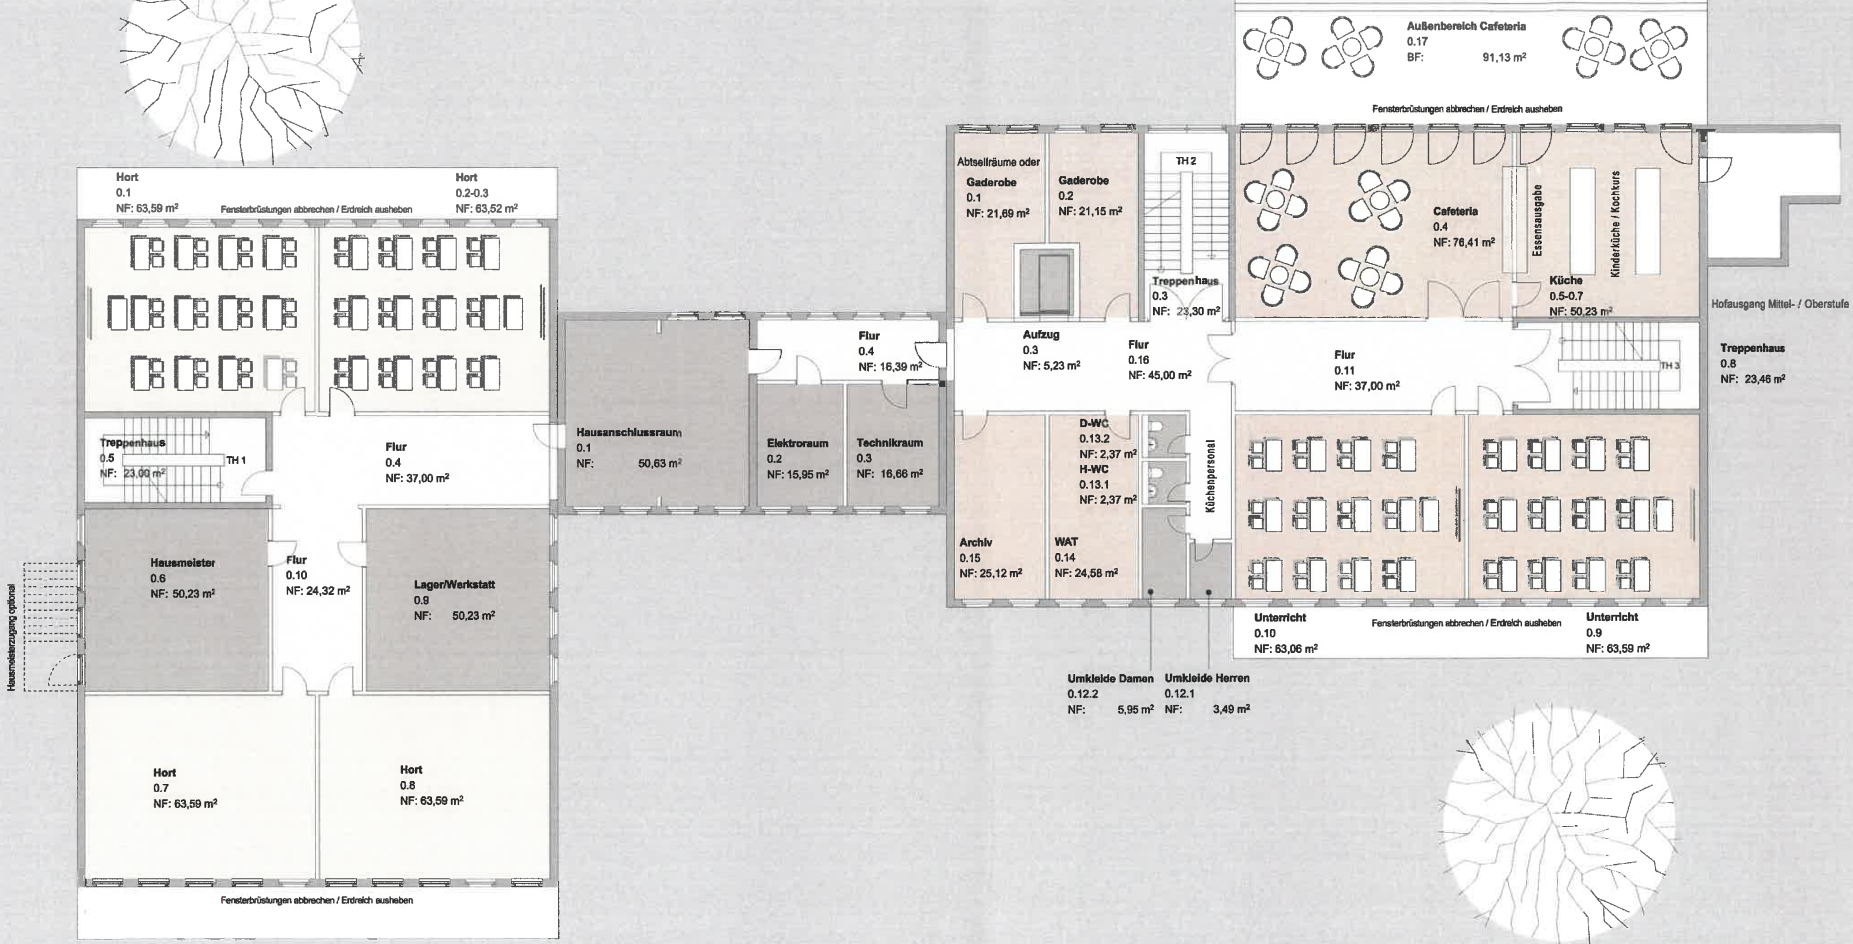 Außenbereich Cafeteria
0.17
BF: 91,13 m²
Fensterbrüstungen abbrechen / Erdreich ausheben
Hort
0.1
NF: 63,59 m²
Fensterbrüstungen abbrechen / Erdreich ausheben
Hort
0.2-0.3
NF: 63,52 m²
Abtsellräume oder
Gaderobe
0.1
NF: 21,69 m²
Gaderobe
0.2
NF: 21,15 m²
TH 2
Treppenhaus
0.3
NF: 23,30 m²
Cafeteria
0.4
NF: 76,41 m²
Essensausgabe
Kinderküche / Kochkurs
Küche
0.5-0.7
NF: 50,23 m²
Hofausgang Mittel- / Oberstufe
Flur
0.4
NF: 16,39 m²
Aufzug
0.3
NF: 5,23 m²
Flur
0.16
NF: 45,00 m²
Flur
0.11
NF: 37,00 m²
TH 3
Treppenhaus
0.8
NF: 23,46 m²
Treppenhaus
0.5
NF: 23,00 m²
TH 1
Flur
0.4
NF: 37,00 m²
Hausanschlussraum
0.1
NF: 50,63 m²
Elektroraum
0.2
NF: 15,95 m²
Technikraum
0.3
NF: 16,66 m²
D-WC
0.13.2
NF: 2,37 m²
H-WC
0.13.1
NF: 2,37 m²
Küchenpersonal
Archiv
0.15
NF: 25,12 m²
WAT
0.14
NF: 24,58 m²
Hausmeisterzugang optional
Hausmeister
0.6
NF: 50,23 m²
Flur
0.10
NF: 24,32 m²
Lager/Werkstatt
0.9
NF: 50,23 m²
Unterricht
0.10
NF: 63,06 m²
Fensterbrüstungen abbrechen / Erdreich ausheben
Unterricht
0.9
NF: 63,59 m²
Umkleide Damen
0.12.2
NF: 5,95 m²
Umkleide Herren
0.12.1
NF: 3,49 m²
Hort
0.7
NF: 63,59 m²
Hort
0.8
NF: 63,59 m²
Fensterbrüstungen abbrechen / Erdreich ausheben